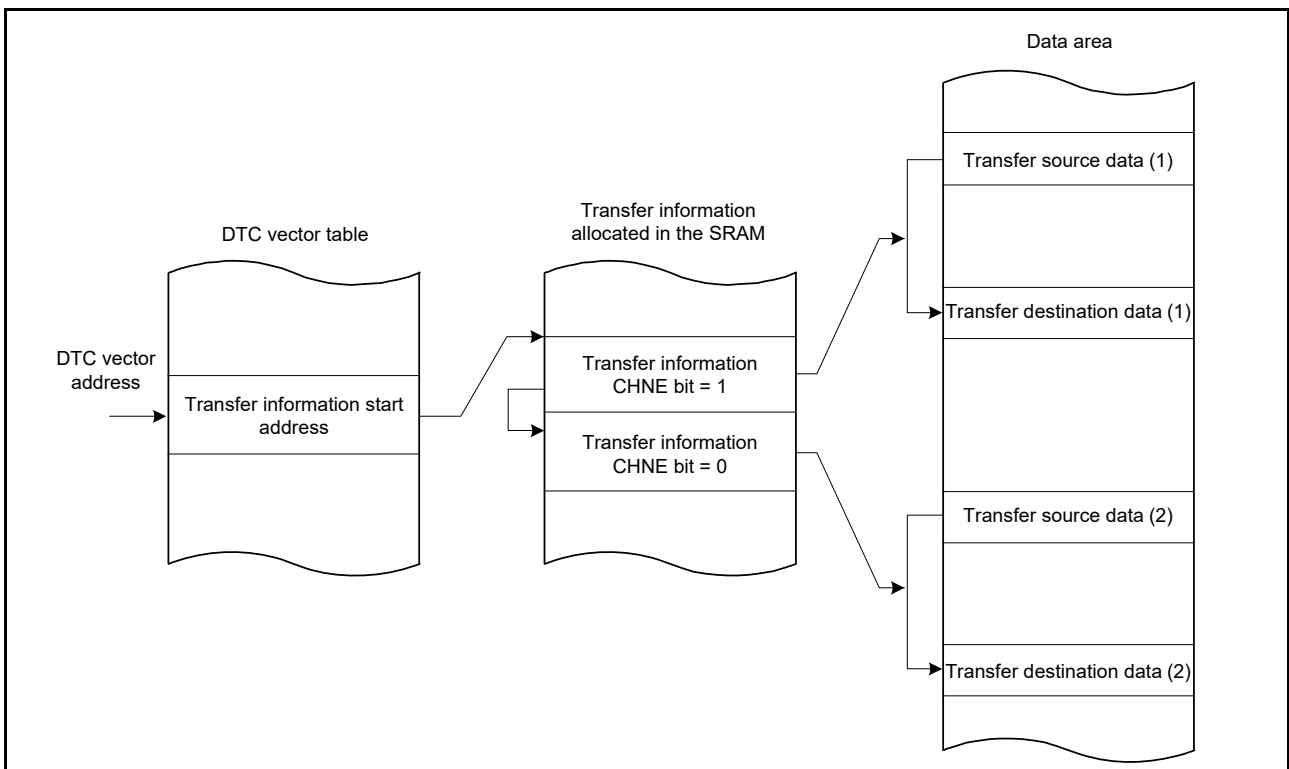 Data area
Transfer source data (1)
Transfer information
allocated in the SRAM
DTC vector table
Transfer destination data (1)
DTC vector
address
Transfer information
CHNE bit = 1
Transfer information start
address
Transfer information
CHNE bit = 0
Transfer source data (2)
Transfer destination data (2)